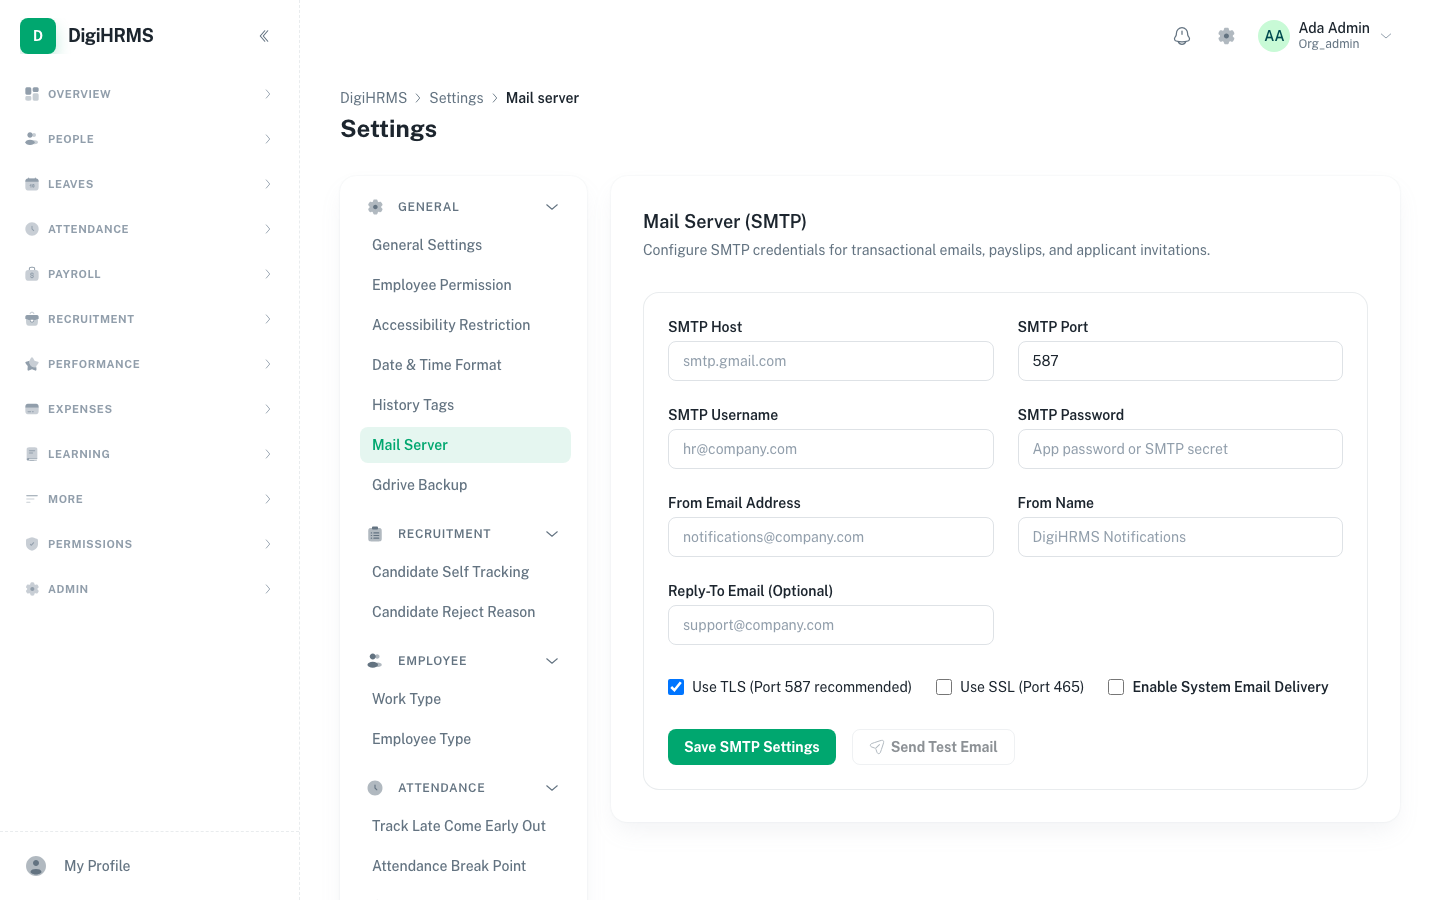 D DigiHRMS
AA Ada Admin
Org_admin
OVERVIEW
PEOPLE
LEAVES
ATTENDANCE
PAYROLL
RECRUITMENT
PERFORMANCE
EXPENSES
LEARNING
MORE
PERMISSIONS
ADMIN
My Profile
DigiHRMS Settings Mail server
Settings
GENERAL
General Settings
Employee Permission
Accessibility Restriction
Date & Time Format
History Tags
Mail Server
Gdrive Backup
RECRUITMENT
Candidate Self Tracking
Candidate Reject Reason
EMPLOYEE
Work Type
Employee Type
ATTENDANCE
Track Late Come Early Out
Attendance Break Point
Mail Server (SMTP)
Configure SMTP credentials for transactional emails, payslips, and applicant invitations.
SMTP Host
smtp.gmail.com
SMTP Port
587
SMTP Username
hr@company.com
SMTP Password
App password or SMTP secret
From Email Address
notifications@company.com
From Name
DigiHRMS Notifications
Reply-To Email (Optional)
support@company.com
Use TLS (Port 587 recommended) Use SSL (Port 465) Enable System Email Delivery
Save SMTP Settings Send Test Email